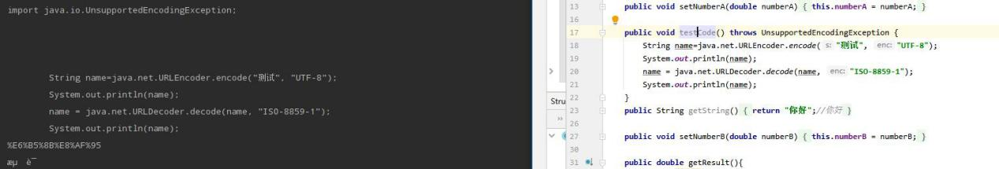 import java.io.UnsupportedEncodingException;
String name=java.net.URLEncoder.encode("测试", "UTF-8");
System.out.println(name);
name = java.net.URLDecoder.decode(name, "ISO-8859-1");
System.out.println(name);
%E6%B5%8B%E8%AF%95
æµ è¯
Stru
»
13 public void setNumberA(double numberA) { this.numberA = numberA; }
16
17 public void testCode() throws UnsupportedEncodingException {
18 String name=java.net.URLEncoder.encode( s: "测试", enc: "UTF-8");
19 System.out.println(name);
20 name = java.net.URLDecoder.decode(name, enc: "ISO-8859-1");
21 System.out.println(name);
22 }
23 public String getString() { return "你好";//你好 }
26
27 public void setNumberB(double numberB) { this.numberB = numberB; }
30
31 public double getResult(){